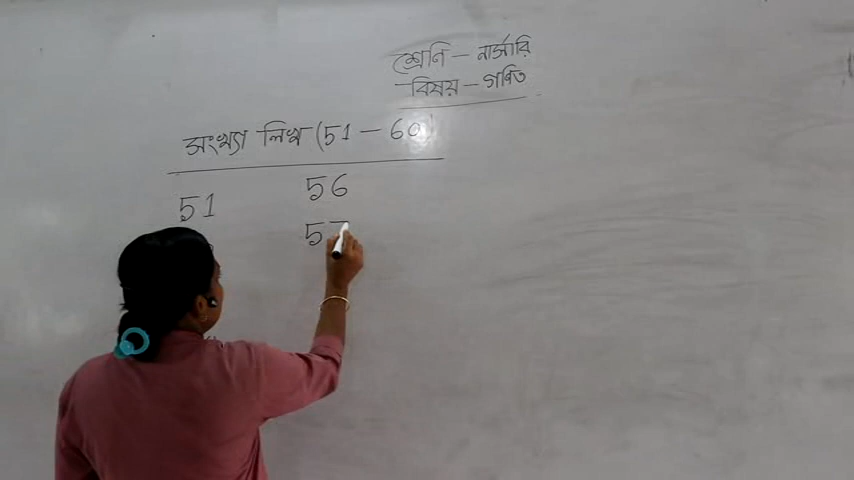 শ্রেনি - নার্সারি
বিষয় - গণিত
সংখ্যা লিখ (51 - 60)
51 56
57